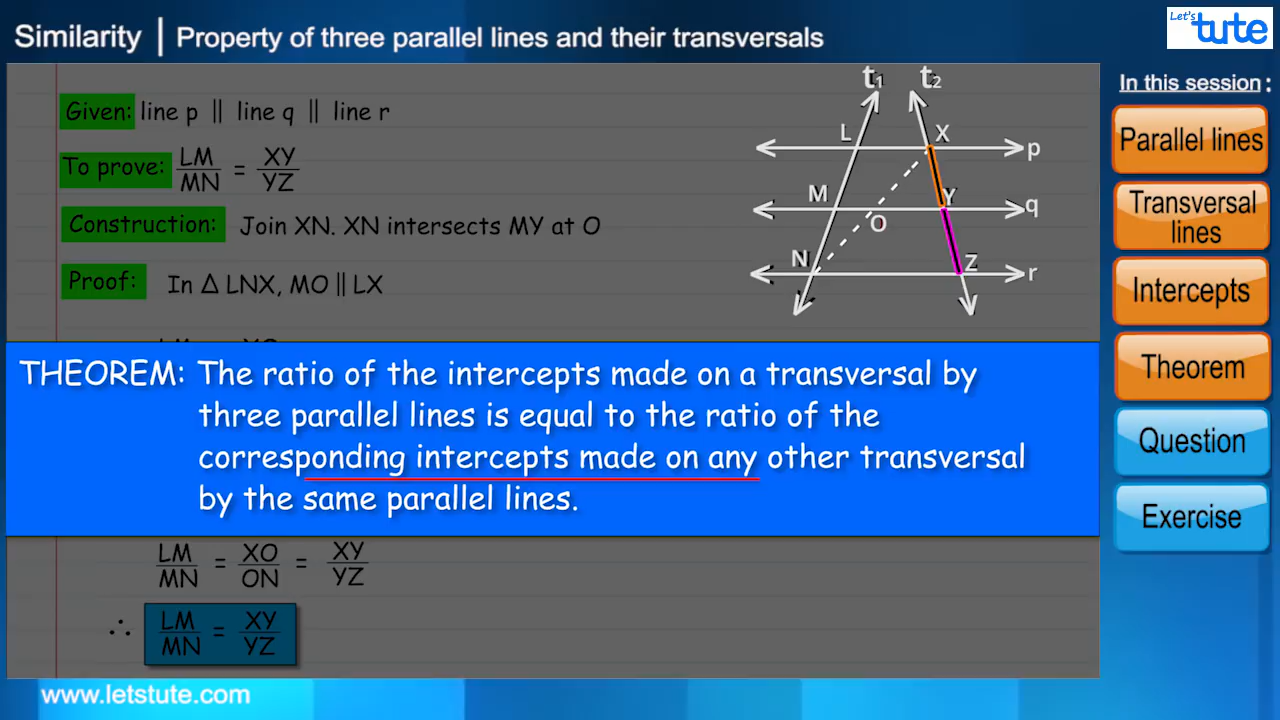 Similarity | Property of three parallel lines and their transversals
Let's tute
In this session :
Parallel lines
Transversal
lines
Intercepts
Theorem
Question
Exercise
Given: line p || line q || line r
To prove: LM/MN = XY/YZ
Construction: Join XN. XN intersects MY at O
Proof: In Δ LNX, MO || LX
t₁ t₂
L X p
M Y q
O
N Z r
THEOREM: The ratio of the intercepts made on a transversal by
three parallel lines is equal to the ratio of the
corresponding intercepts made on any other transversal
by the same parallel lines.
LM/MN = XO/ON = XY/YZ
∴ LM/MN = XY/YZ
www.letstute.com